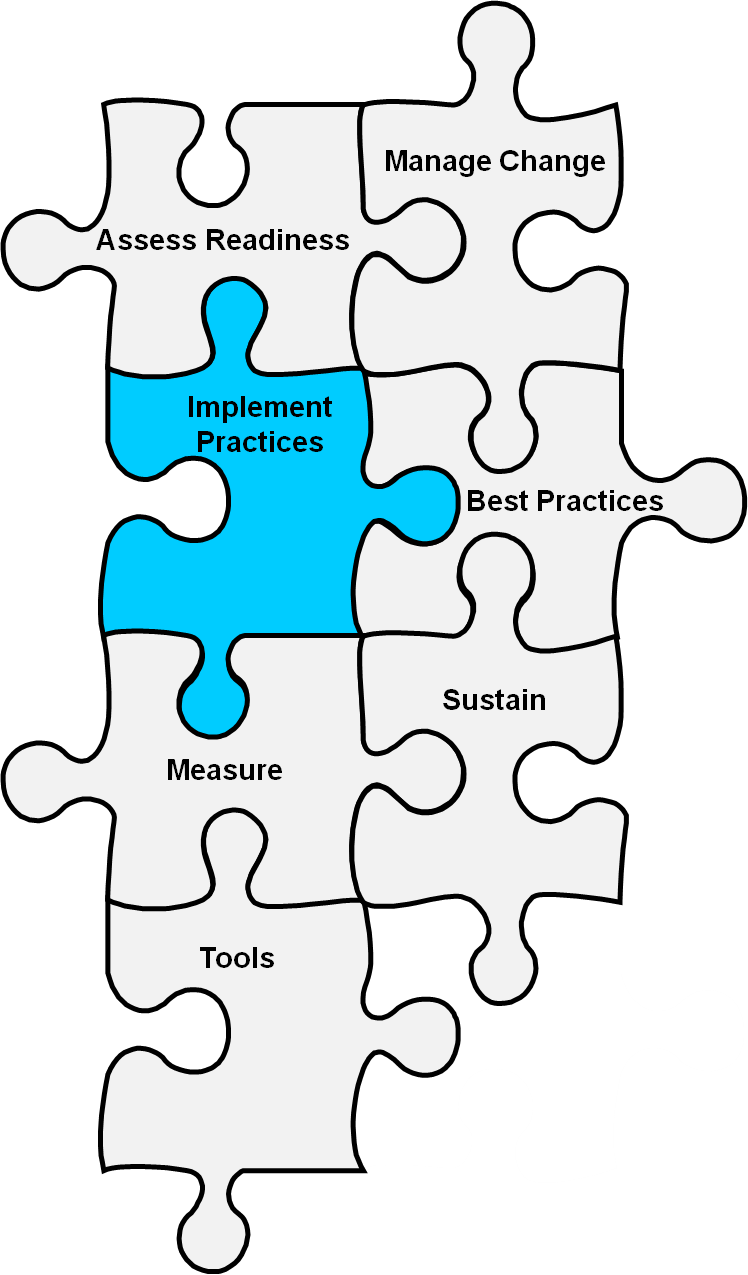 Manage Change
Assess Readiness
Implement
Practices
Best Practices
Sustain
Measure
Tools